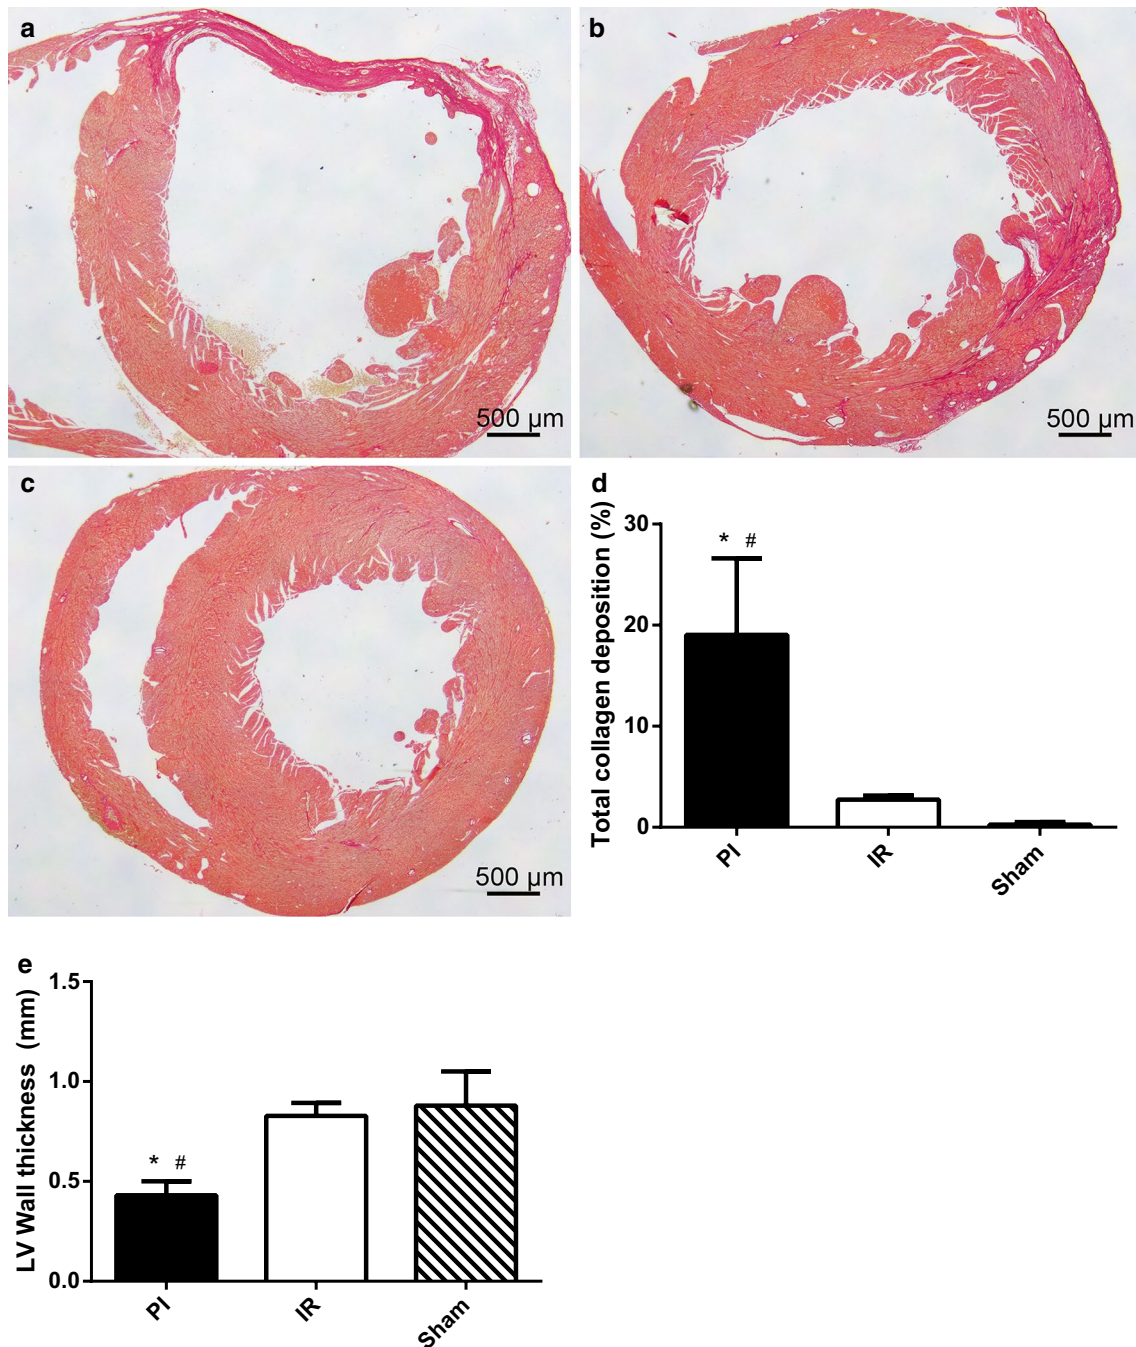 a
500 µm
b
500 µm
c
500 µm
d
Total collagen deposition (%)
30
20
10
0
* #
PI
IR
Sham
e
LV Wall thickness (mm)
1.5
1.0
0.5
0.0
* #
PI
IR
Sham